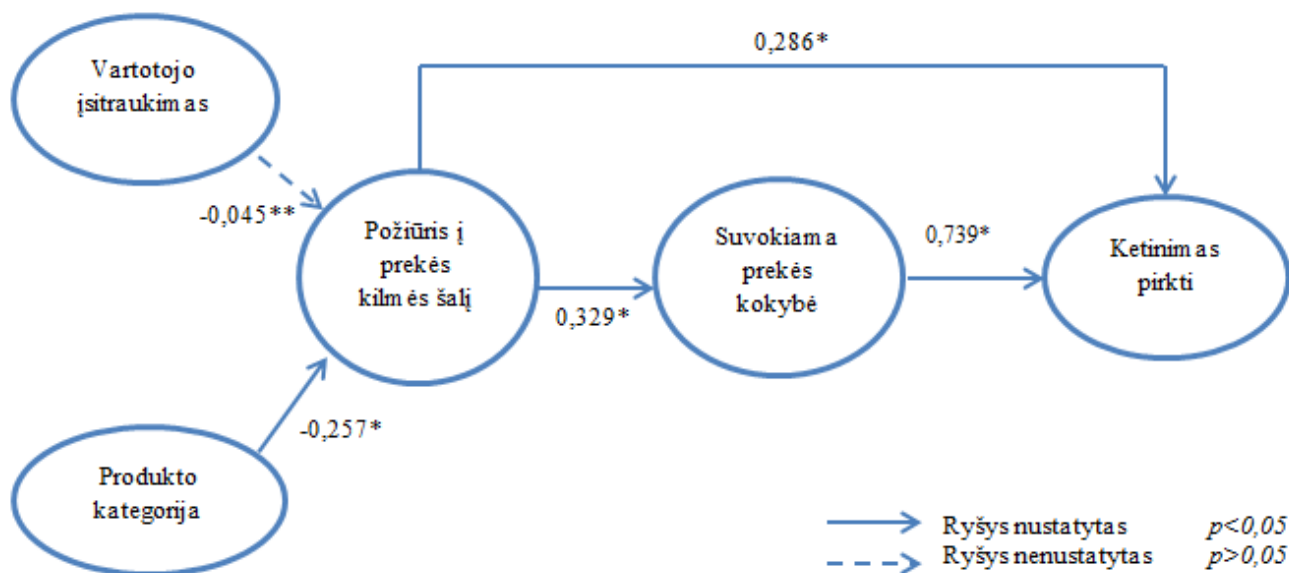 0,286*
Vartotojo
įsitraukimas
-0,045**
Požiūris į
prekės
kilmės šalį
0,329*
Suvokiama
prekės
kokybė
0,739*
Ketinimas
pirkti
-0,257*
Produkto
kategorija
Ryšys nustatytas p<0,05
Ryšys nenustatytas p>0,05